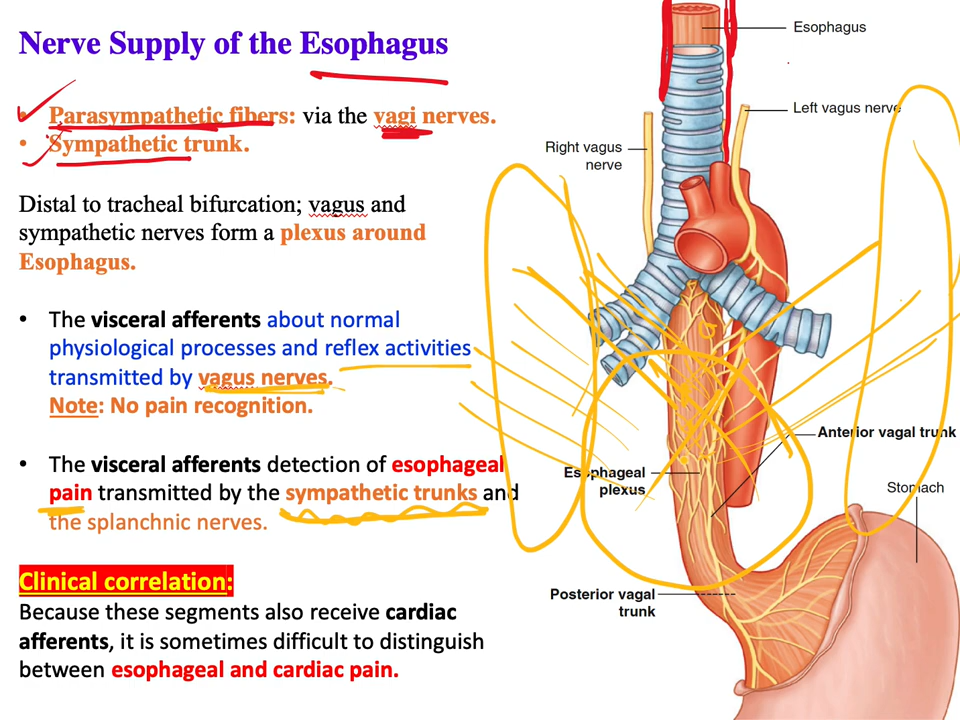 Nerve Supply of the Esophagus
• Parasympathetic fibers: via the vagi nerves.
• Sympathetic trunk.
Distal to tracheal bifurcation; vagus and
sympathetic nerves form a plexus around
Esophagus.
• The visceral afferents about normal
physiological processes and reflex activities
transmitted by vagus nerves.
Note: No pain recognition.
• The visceral afferents detection of esophageal
pain transmitted by the sympathetic trunks and
the splanchnic nerves.
Clinical correlation:
Because these segments also receive cardiac
afferents, it is sometimes difficult to distinguish
between esophageal and cardiac pain.
Esophagus
Left vagus nerve
Right vagus
nerve
Anterior vagal trunk
Esophageal
plexus
Stomach
Posterior vagal
trunk